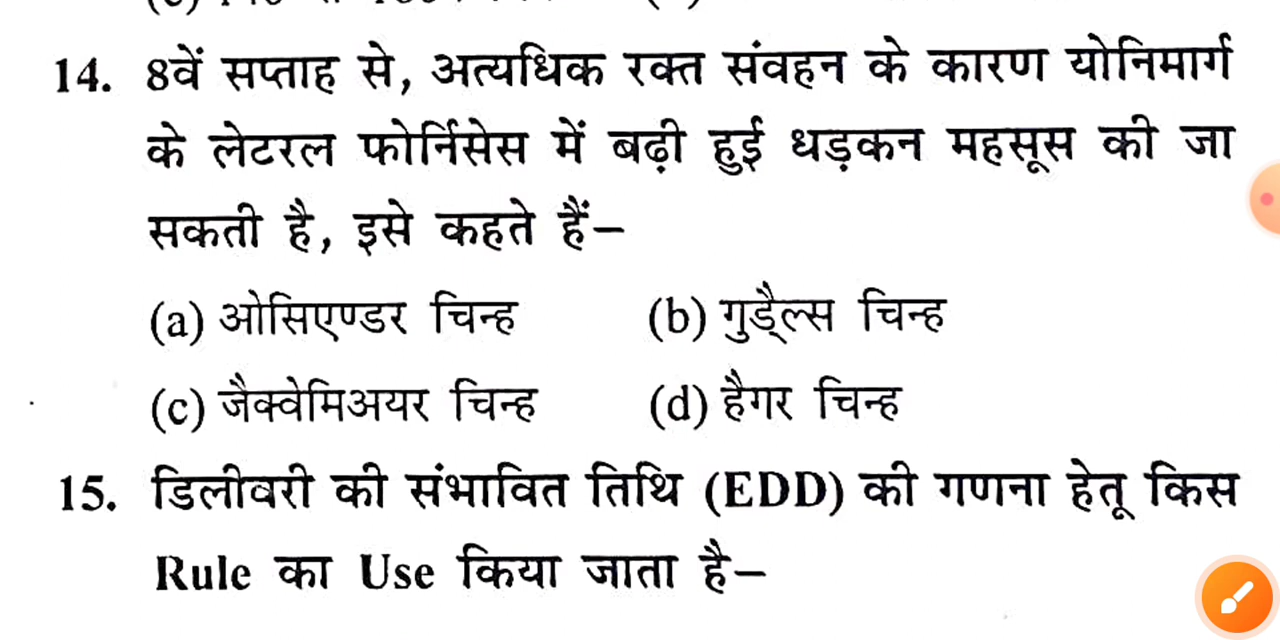 14. 8वें सप्ताह से, अत्यधिक रक्त संवहन के कारण योनिमार्ग
के लेटरल फोर्निसेस में बढ़ी हुई धड़कन महसूस की जा
सकती है, इसे कहते हैं–
(a) ओसिएण्डर चिन्ह (b) गुड्रैल्स चिन्ह
(c) जैक्वेमिअयर चिन्ह (d) हैगर चिन्ह
15. डिलीवरी की संभावित तिथि (EDD) की गणना हेतू किस
Rule का Use किया जाता है–